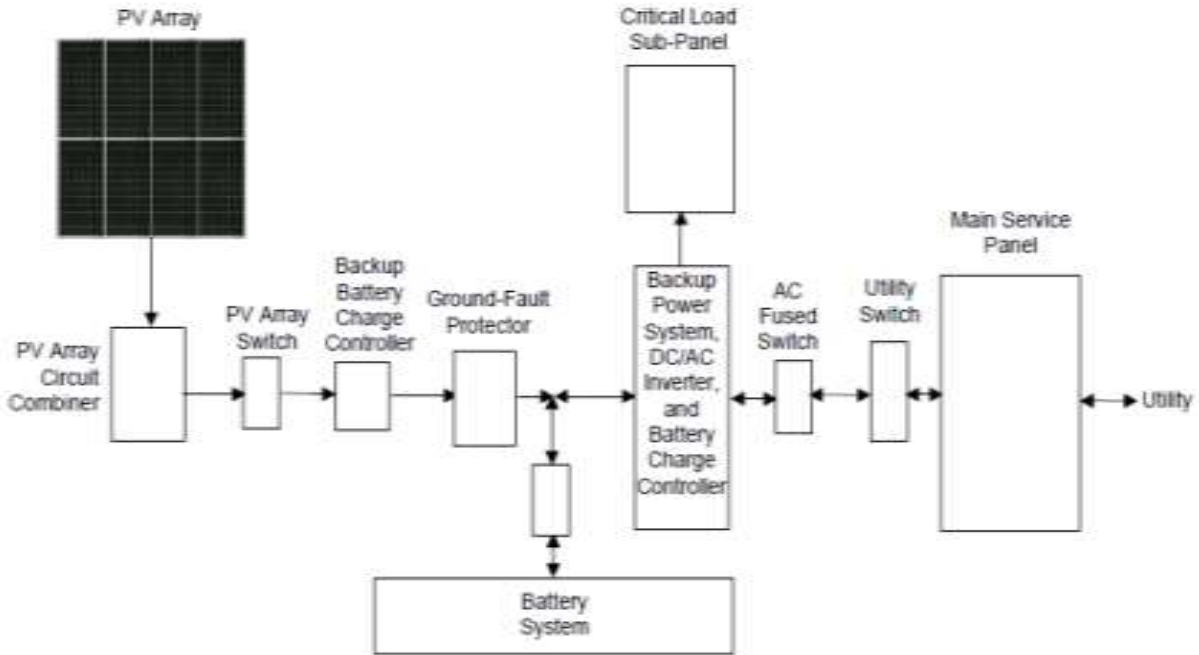 PV Array
Critical Load
Sub-Panel
Main Service
Panel
Backup
Battery
Charge
Controller
Ground-Fault
Protector
PV Array
Switch
PV Array
Circuit
Combiner
Backup
Power
System,
DC/AC
Inverter,
and
Battery
Charge
Controller
AC
Fused
Switch
Utility
Switch
Utility
Battery
System